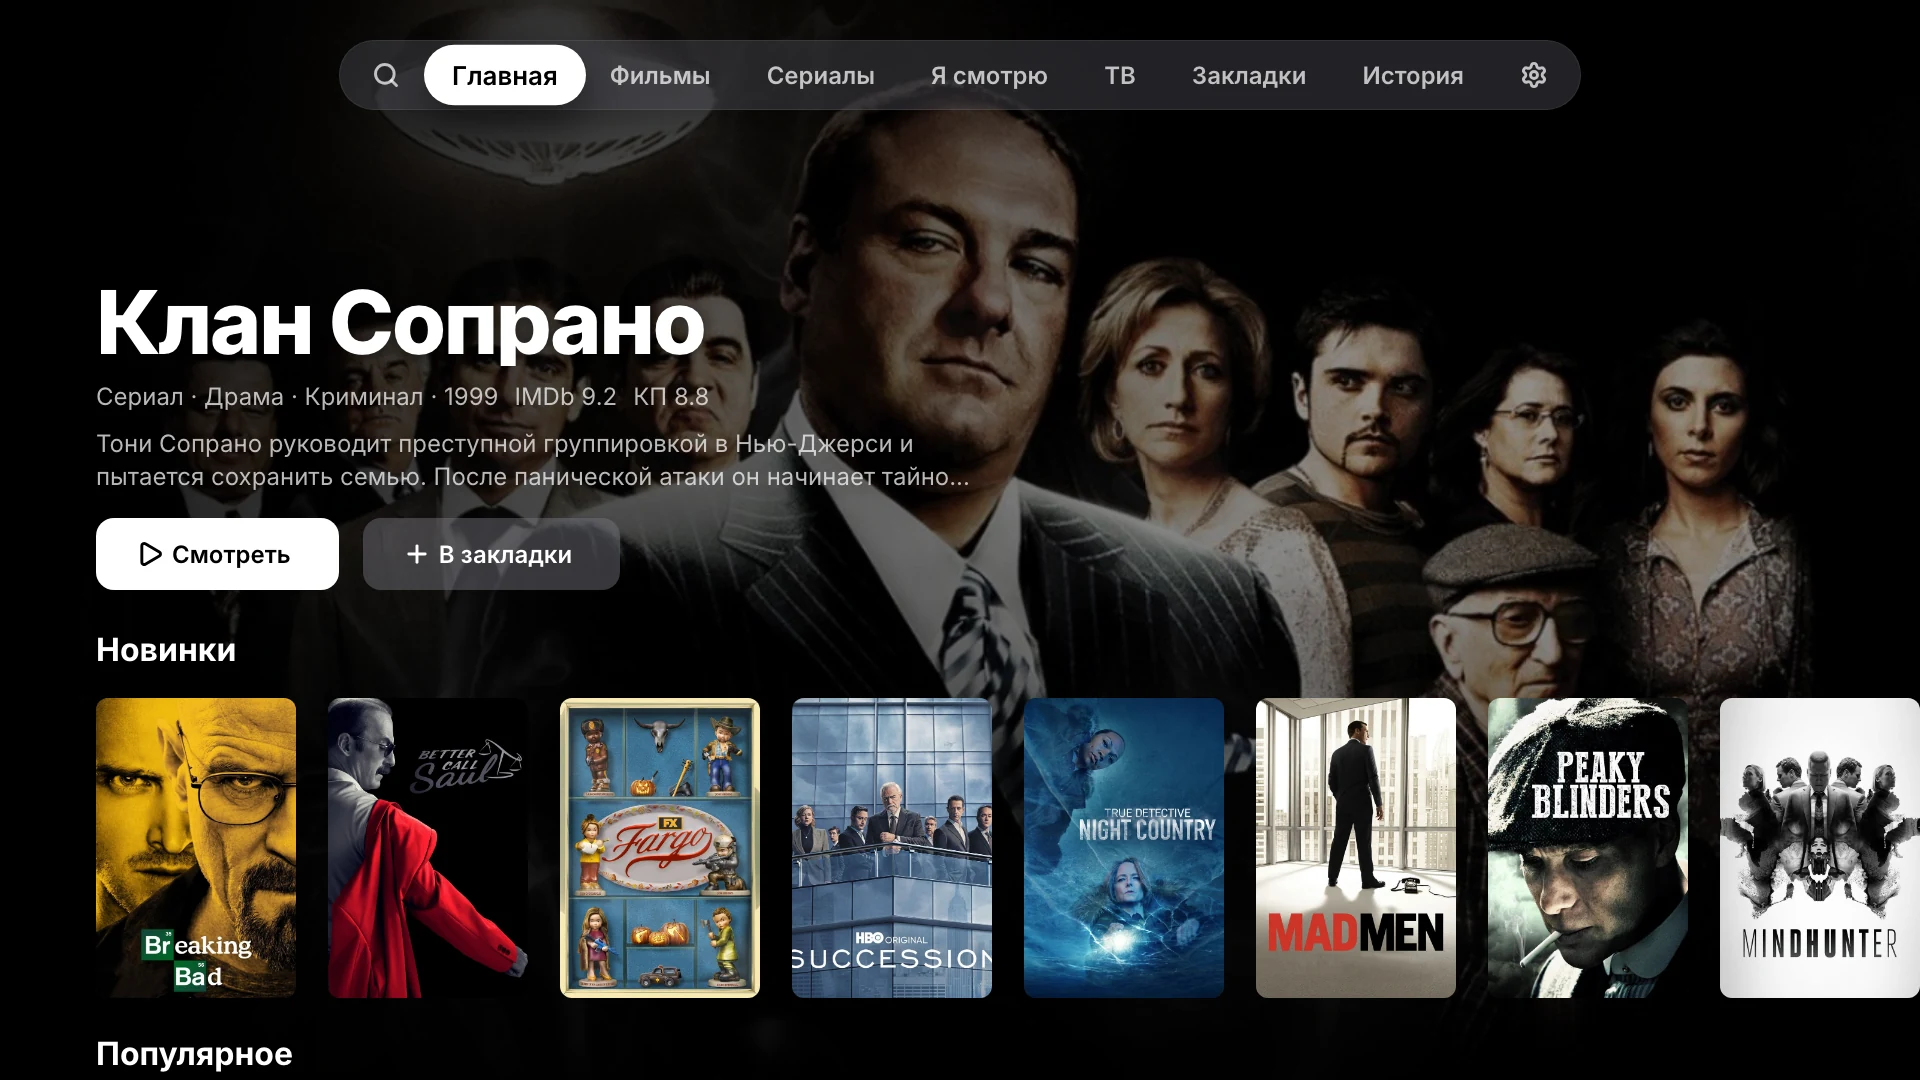 Главная
Фильмы
Сериалы
Я смотрю
ТВ
Закладки
История
Клан Сопрано
Сериал · Драма · Криминал · 1999 IMDb 9.2 КП 8.8
Тони Сопрано руководит преступной группировкой в Нью-Джерси и
пытается сохранить семью. После панической атаки он начинает тайно...
Смотреть
В закладки
Новинки
Breaking
Bad
BETTER
CALL
Saul
FX
Fargo
HBO ORIGINAL
SUCCESSION
TRUE DETECTIVE
NIGHT COUNTRY
MADMEN
PEAKY
BLINDERS
MINDHUNTER
Популярное